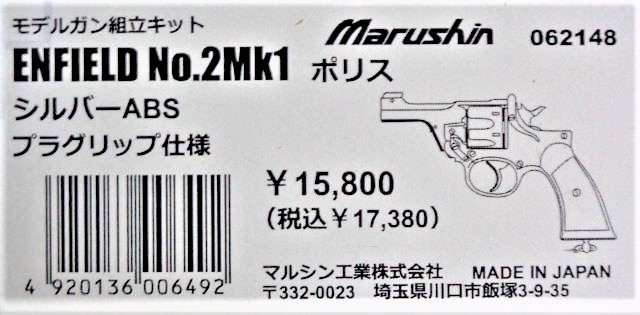 モデルガン組立キット
Marushin 062148
ENFIELD No.2Mk1 ポリス
シルバーABS
プラグリップ仕様
￥15,800
(税込￥17,380)
4 920136 006492
マルシン工業株式会社 MADE IN JAPAN
〒332-0023 埼玉県川口市飯塚3-9-35